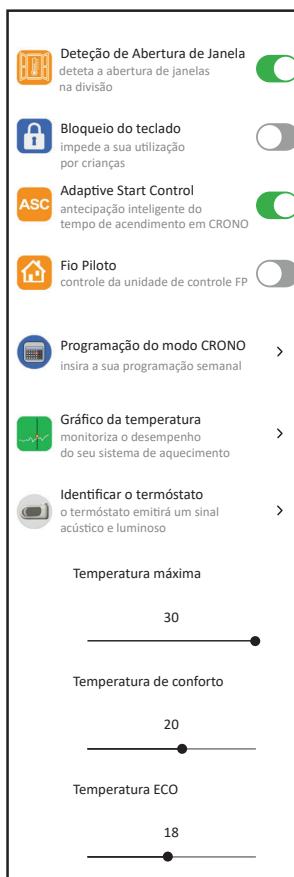 Deteção de Abertura de Janela
deteta a abertura de janelas
na divisão
Bloqueio do teclado
impede a sua utilização
por crianças
ASC
Adaptive Start Control
antecipação inteligente do
tempo de acendimento em CRONO
Fio Piloto
controle da unidade de controle FP
Programação do modo CRONO
insira a sua programação semanal
Gráfico da temperatura
monitoriza o desempenho
do seu sistema de aquecimento
Identificar o termóstato
o termóstato emitirá um sinal
acústico e luminoso
Temperatura máxima
30
Temperatura de conforto
20
Temperatura ECO
18